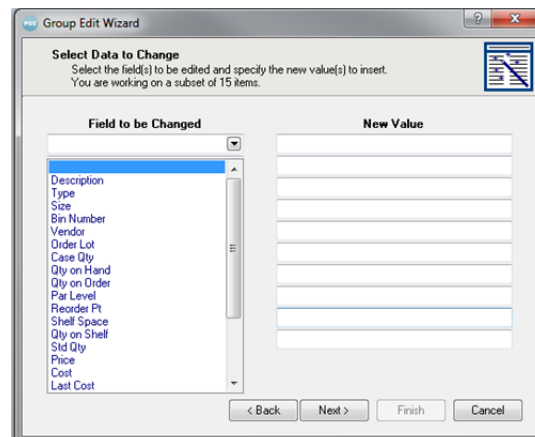 POS Group Edit Wizard
Select Data to Change
Select the field(s) to be edited and specify the new value(s) to insert.
You are working on a subset of 15 items.
Field to be Changed
New Value
Description
Type
Size
Bin Number
Vendor
Order Lot
Case Qty
Qty on Hand
Qty on Order
Par Level
Reorder Pt
Shelf Space
Qty on Shelf
Std Qty
Price
Cost
Last Cost
< Back
Next >
Finish
Cancel